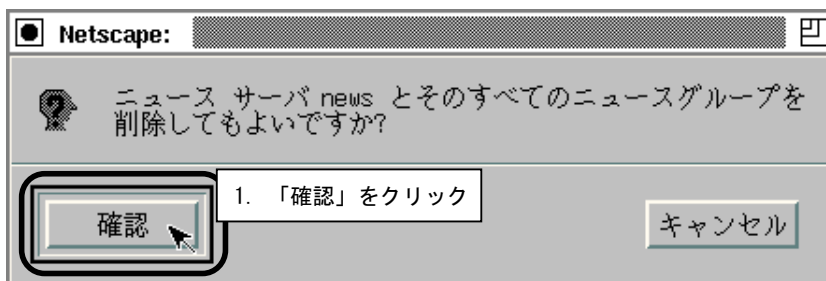 Netscape:
ニュース サーバ news とそのすべてのニュースグループを
削除してもよいですか?
1. 「確認」をクリック
確認
キャンセル